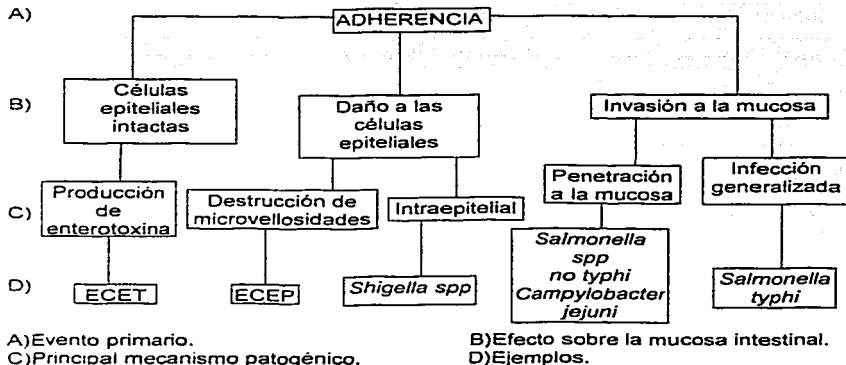 A)
ADHERENCIA
B)
Células
epiteliales
intactas
Daño a las
células
epiteliales
Invasión a la mucosa
C)
Producción
de
enterotoxina
Destrucción de
microvellosidades
Intraepitelial
Penetración
a la mucosa
Infección
generalizada
D)
ECET
ECEP
Shigella spp
Salmonella
spp
no typhi
Campylobacter
jejuni
Salmonella
typhi
A)Evento primario.
B)Efecto sobre la mucosa intestinal.
C)Principal mecanismo patogénico.
D)Ejemplos.